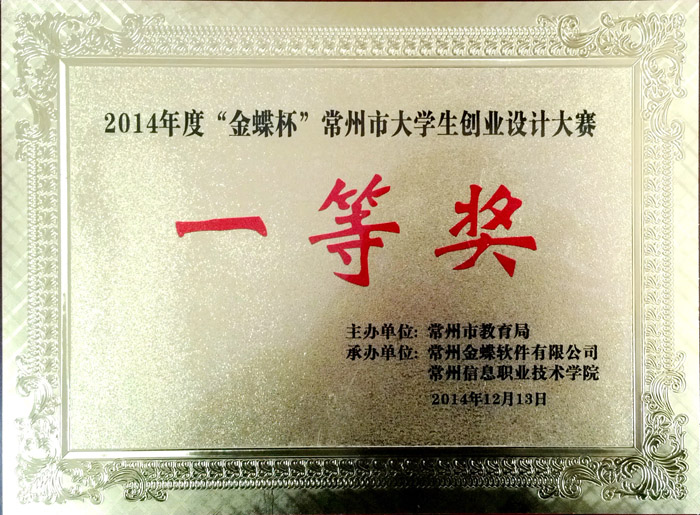 2014年度“金蝶杯”常州市大学生创业设计大赛
一等奖
主办单位: 常州市教育局
承办单位: 常州金蝶软件有限公司
常州信息职业技术学院
2014年12月13日